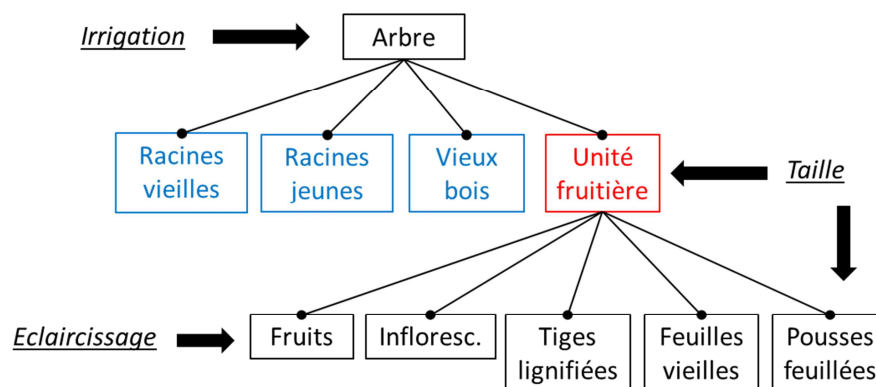 Irrigation
Arbre
Racines
vieilles
Racines
jeunes
Vieux
bois
Unité
fruitière
Taille
Eclaircissage
Fruits
Infloresc.
Tiges
lignifiées
Feuilles
vieilles
Pousses
feuillées